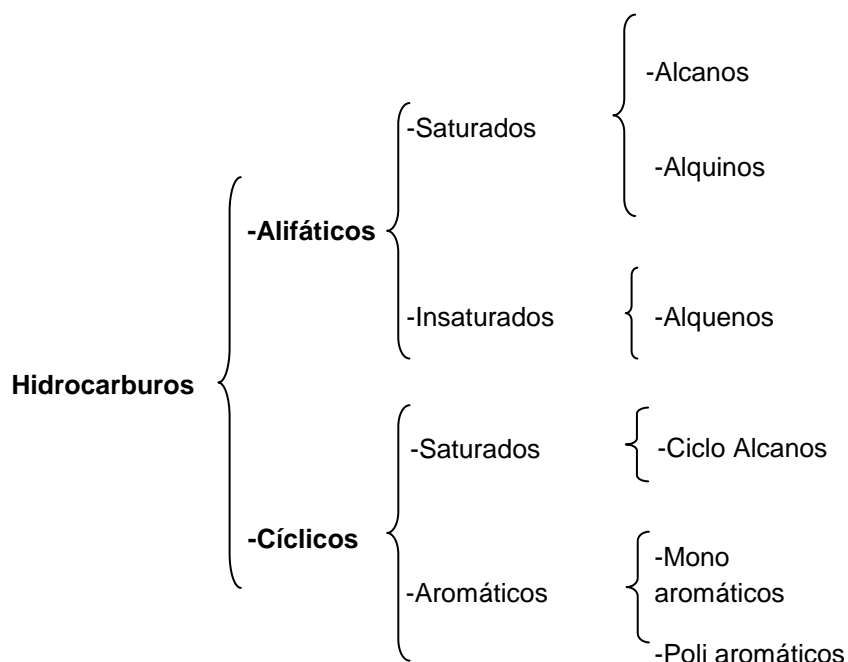 -Alcanos
-Saturados
-Alquinos
-Alifáticos
-Insaturados
-Alquenos
Hidrocarburos
-Saturados
-Ciclo Alcanos
-Cíclicos
-Mono
aromáticos
-Aromáticos
-Poli aromáticos